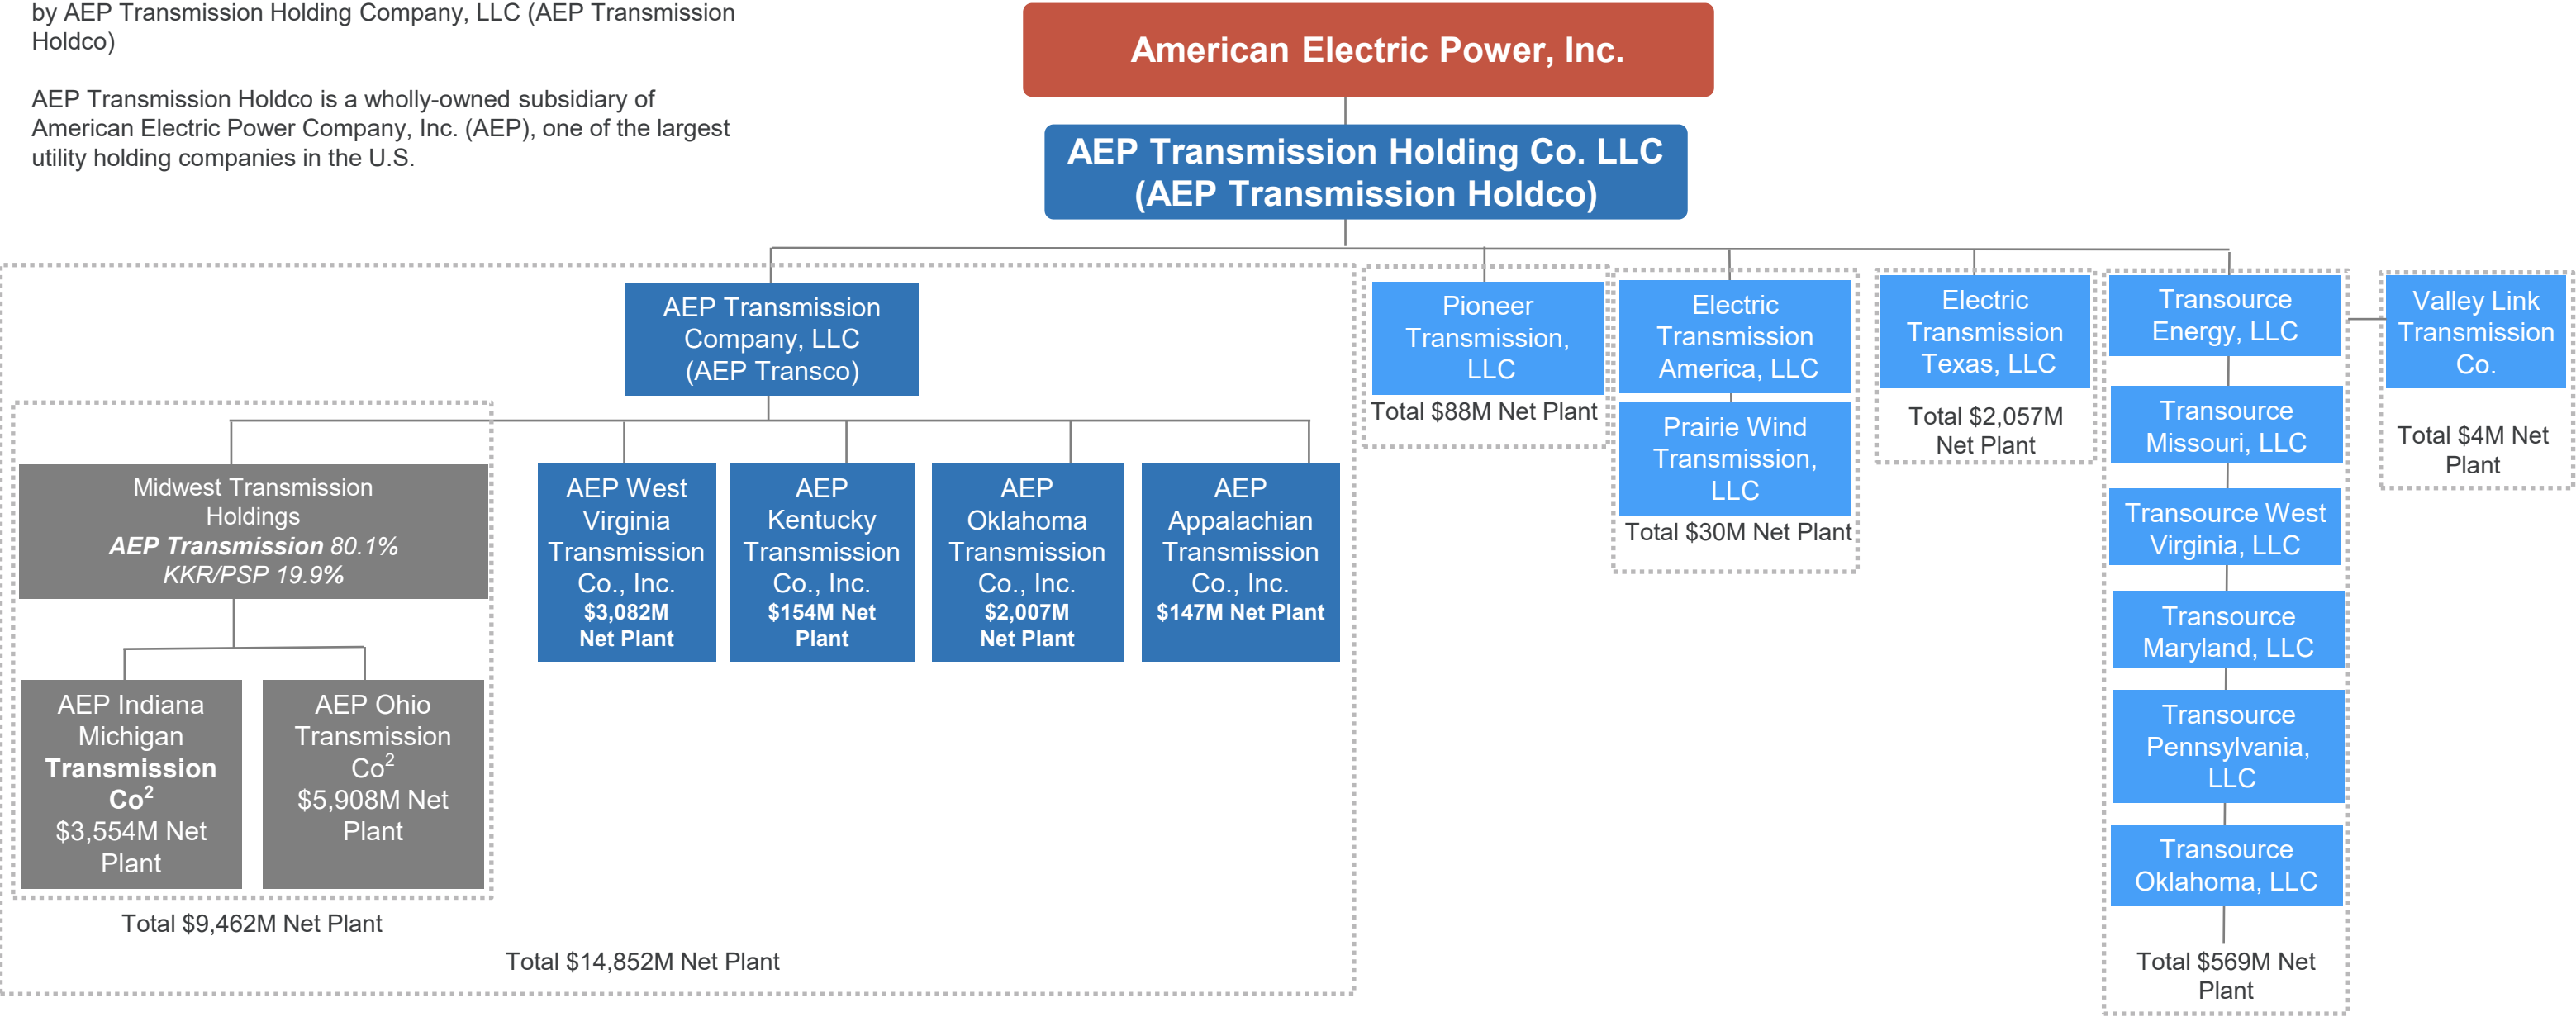 by AEP Transmission Holding Company, LLC (AEP Transmission
Holdco)
AEP Transmission Holdco is a wholly-owned subsidiary of
American Electric Power Company, Inc. (AEP), one of the largest
utility holding companies in the U.S.
American Electric Power, Inc.
AEP Transmission Holding Co. LLC
(AEP Transmission Holdco)
AEP Transmission
Company, LLC
(AEP Transco)
Midwest Transmission
Holdings
AEP Transmission 80.1%
KKR/PSP 19.9%
AEP Indiana
Michigan
Transmission
Co²
$3,554M Net
Plant
AEP Ohio
Transmission
Co²
$5,908M Net
Plant
Total $9,462M Net Plant
AEP West
Virginia
Transmission
Co., Inc.
$3,082M
Net Plant
AEP
Kentucky
Transmission
Co., Inc.
$154M Net
Plant
AEP
Oklahoma
Transmission
Co., Inc.
$2,007M
Net Plant
AEP
Appalachian
Transmission
Co., Inc.
$147M Net Plant
Total $14,852M Net Plant
Pioneer
Transmission,
LLC
Total $88M Net Plant
Electric
Transmission
America, LLC
Prairie Wind
Transmission,
LLC
Total $30M Net Plant
Electric
Transmission
Texas, LLC
Total $2,057M
Net Plant
Transource
Energy, LLC
Transource
Missouri, LLC
Transource West
Virginia, LLC
Transource
Maryland, LLC
Transource
Pennsylvania,
LLC
Transource
Oklahoma, LLC
Total $569M Net
Plant
Valley Link
Transmission
Co.
Total $4M Net
Plant